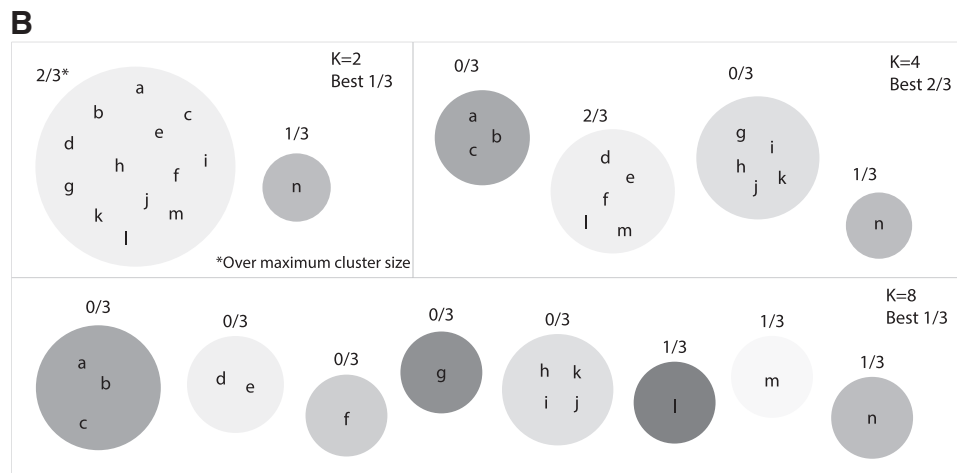 B
2/3*
K=2
Best 1/3
a
b
c
d
e
h
i
f
g
j
k
m
l
1/3
n
*Over maximum cluster size
0/3
a
b
c
2/3
d
e
f
l
m
0/3
g
i
h
k
j
1/3
n
K=4
Best 2/3
K=8
Best 1/3
0/3
a
b
c
0/3
d e
0/3
f
0/3
g
0/3
h k
i j
1/3
l
1/3
m
1/3
n